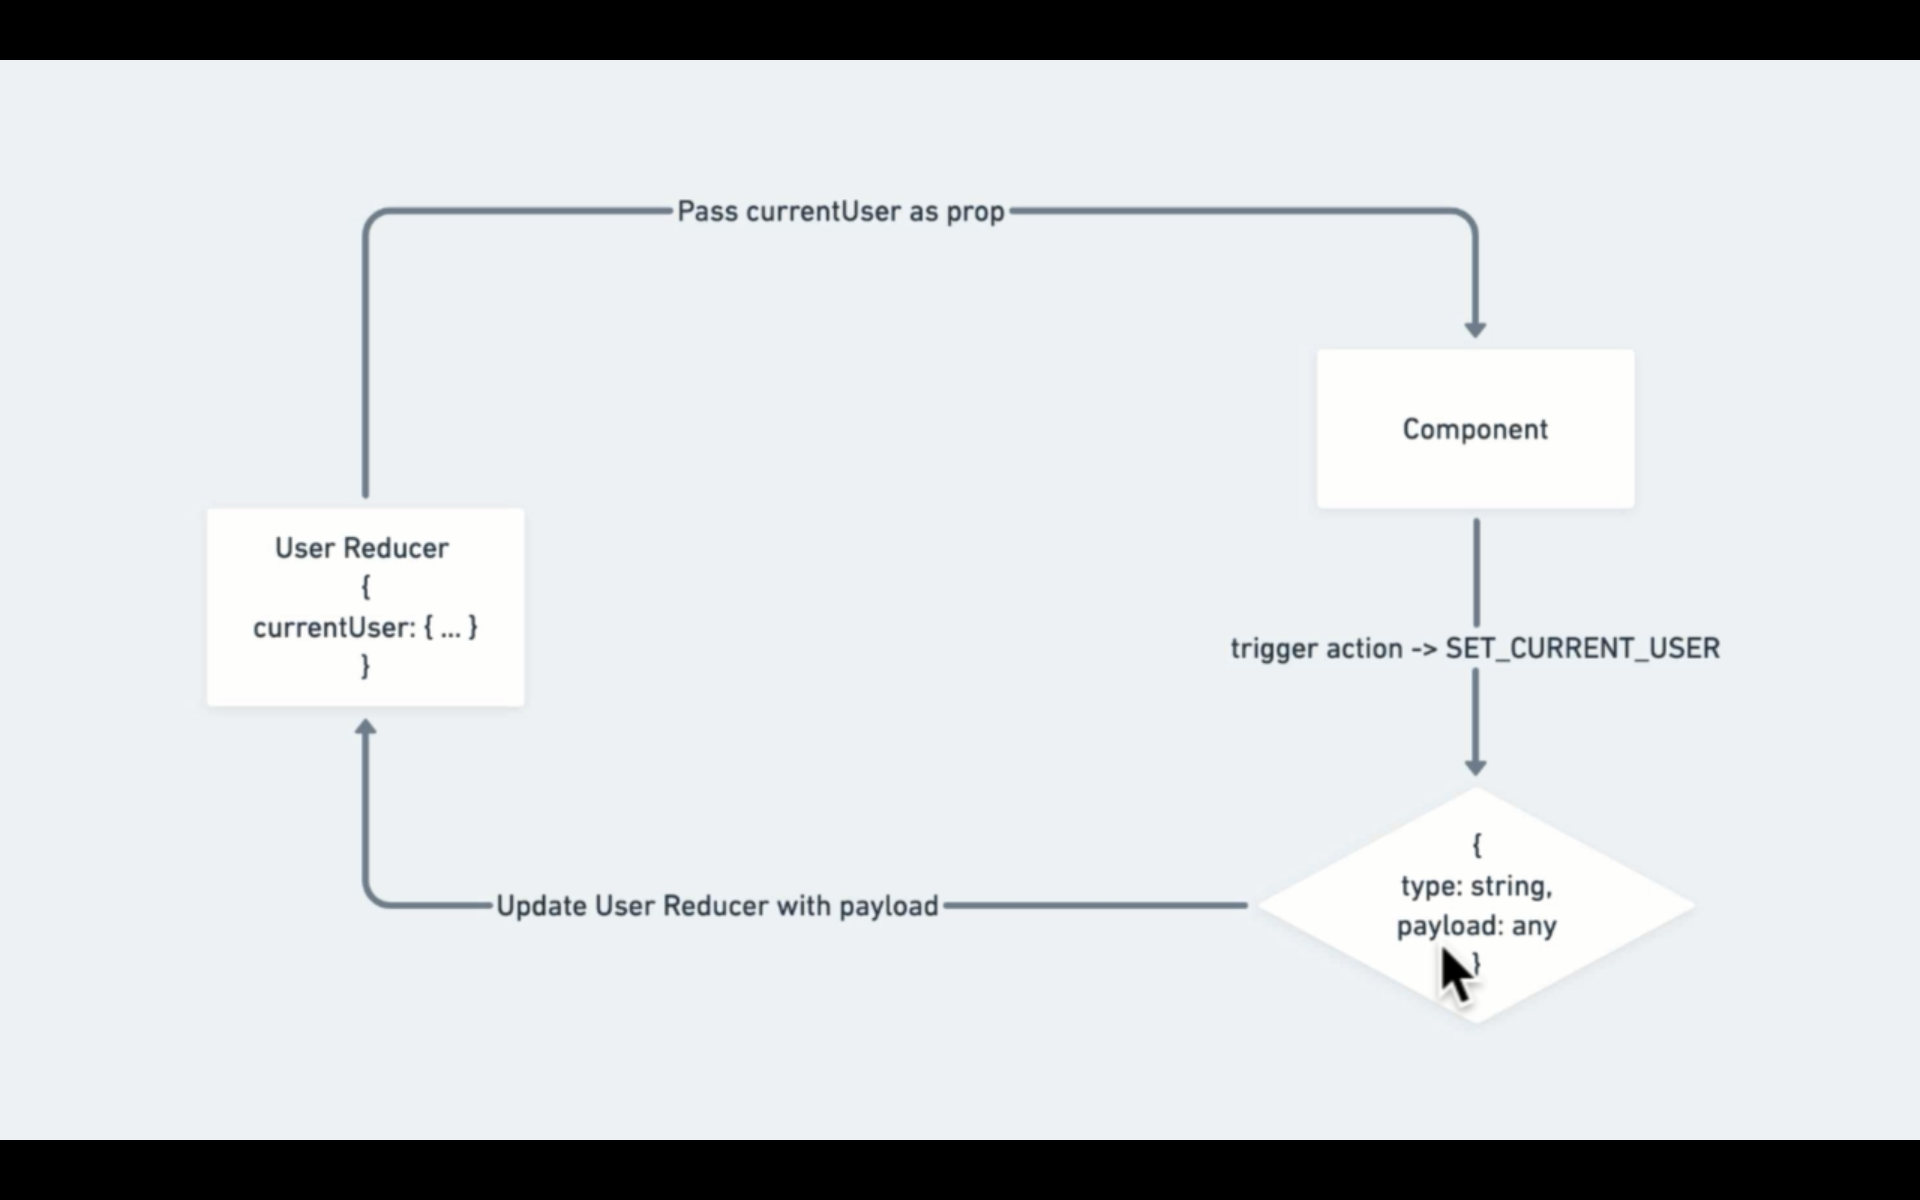 Pass currentUser as prop
Component
User Reducer
{
currentUser: { ... }
}
trigger action -> SET_CURRENT_USER
{
type: string,
payload: any
}
Update User Reducer with payload